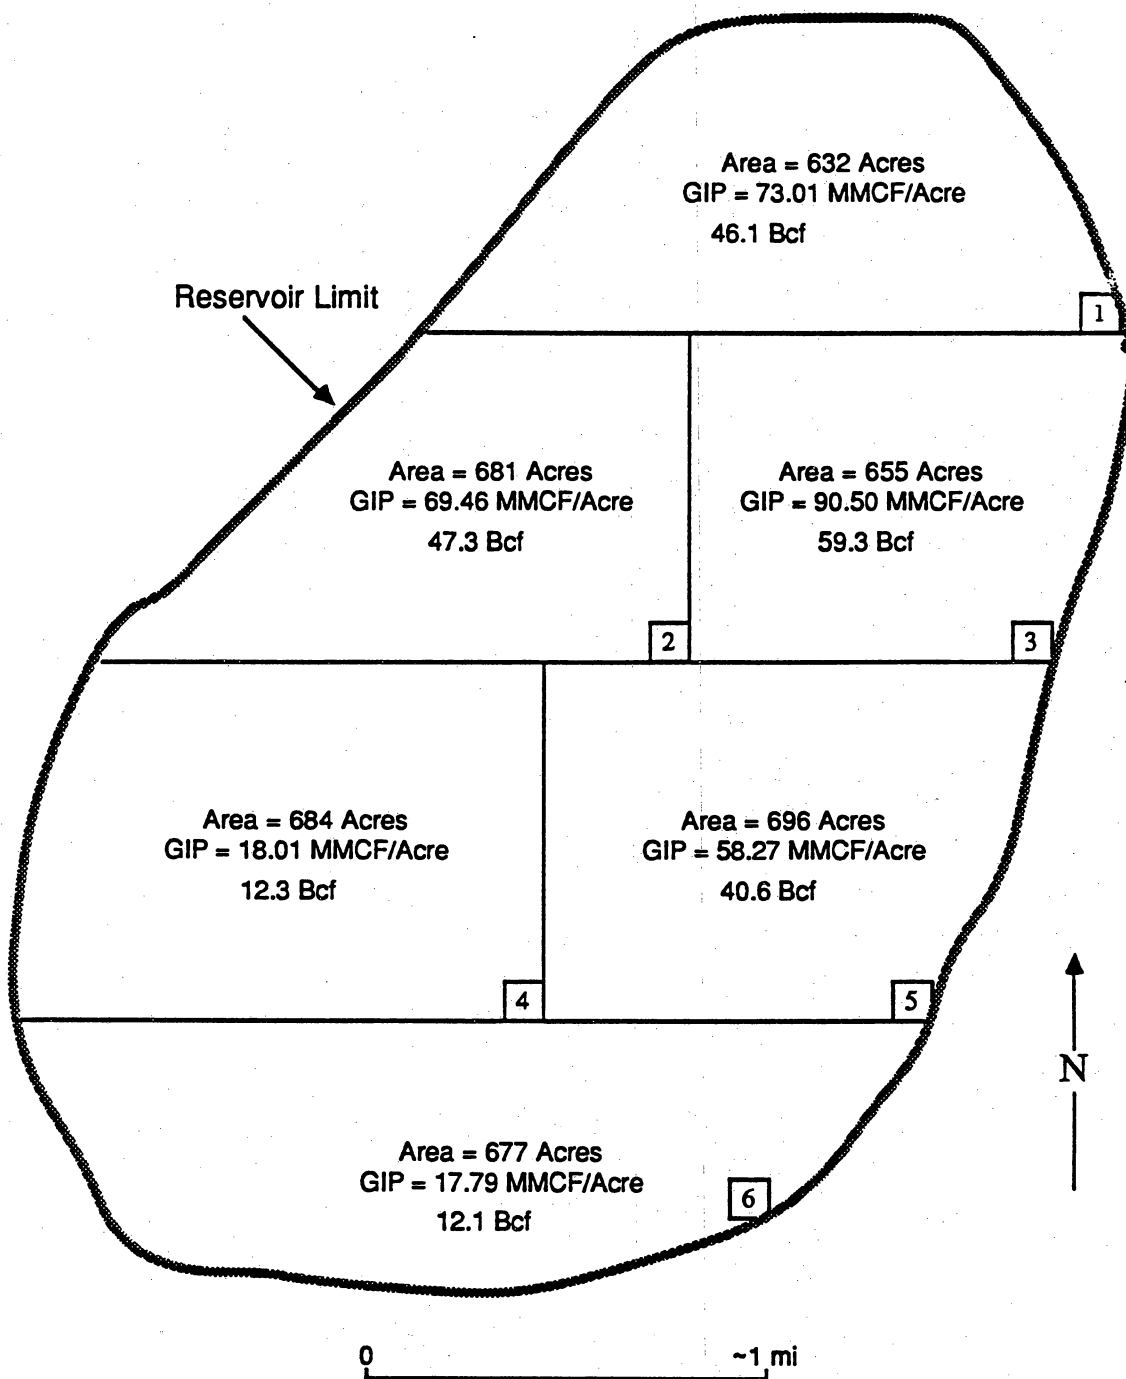 Area = 632 Acres
GIP = 73.01 MMCF/Acre
46.1 Bcf
Reservoir Limit
1
Area = 681 Acres
GIP = 69.46 MMCF/Acre
47.3 Bcf
Area = 655 Acres
GIP = 90.50 MMCF/Acre
59.3 Bcf
2
3
Area = 684 Acres
GIP = 18.01 MMCF/Acre
12.3 Bcf
Area = 696 Acres
GIP = 58.27 MMCF/Acre
40.6 Bcf
4
5
N
Area = 677 Acres
GIP = 17.79 MMCF/Acre
12.1 Bcf
6
0
~1 mi